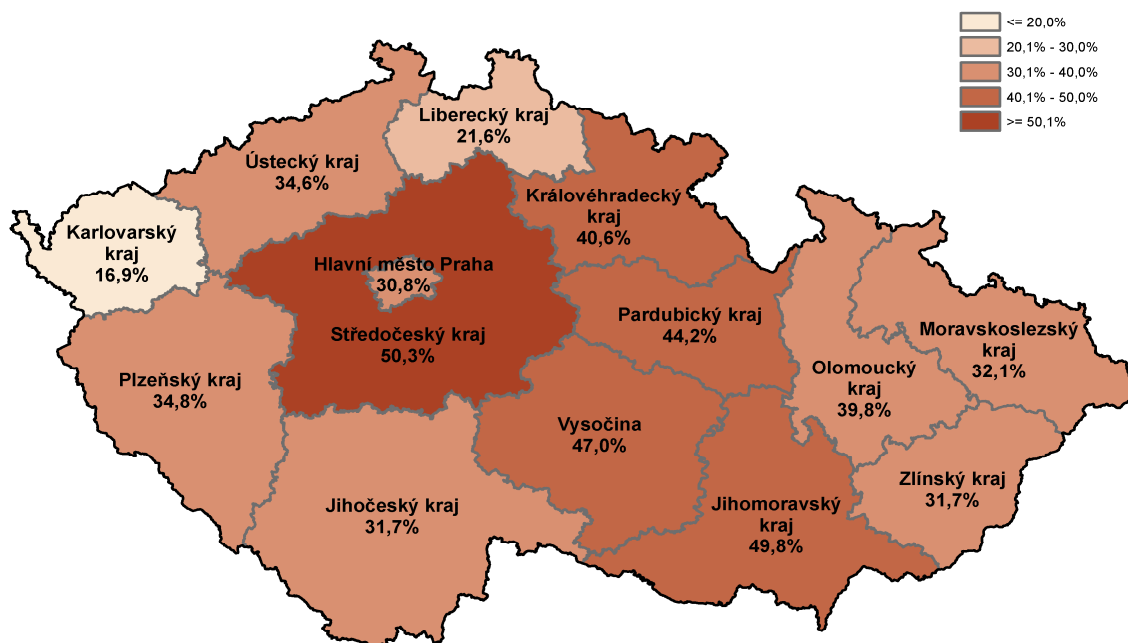 <= 20,0%
20,1% - 30,0%
30,1% - 40,0%
40,1% - 50,0%
>= 50,1%
Liberecký kraj
21,6%
Ústecký kraj
34,6%
Královéhradecký
kraj
40,6%
Karlovarský
kraj
16,9%
Hlavní město Praha
30,8%
Pardubický kraj
44,2%
Středočeský kraj
50,3%
Moravskoslezský
kraj
32,1%
Plzeňský kraj
34,8%
Olomoucký
kraj
39,8%
Vysočina
47,0%
Zlínský kraj
31,7%
Jihočeský kraj
31,7%
Jihomoravský
kraj
49,8%